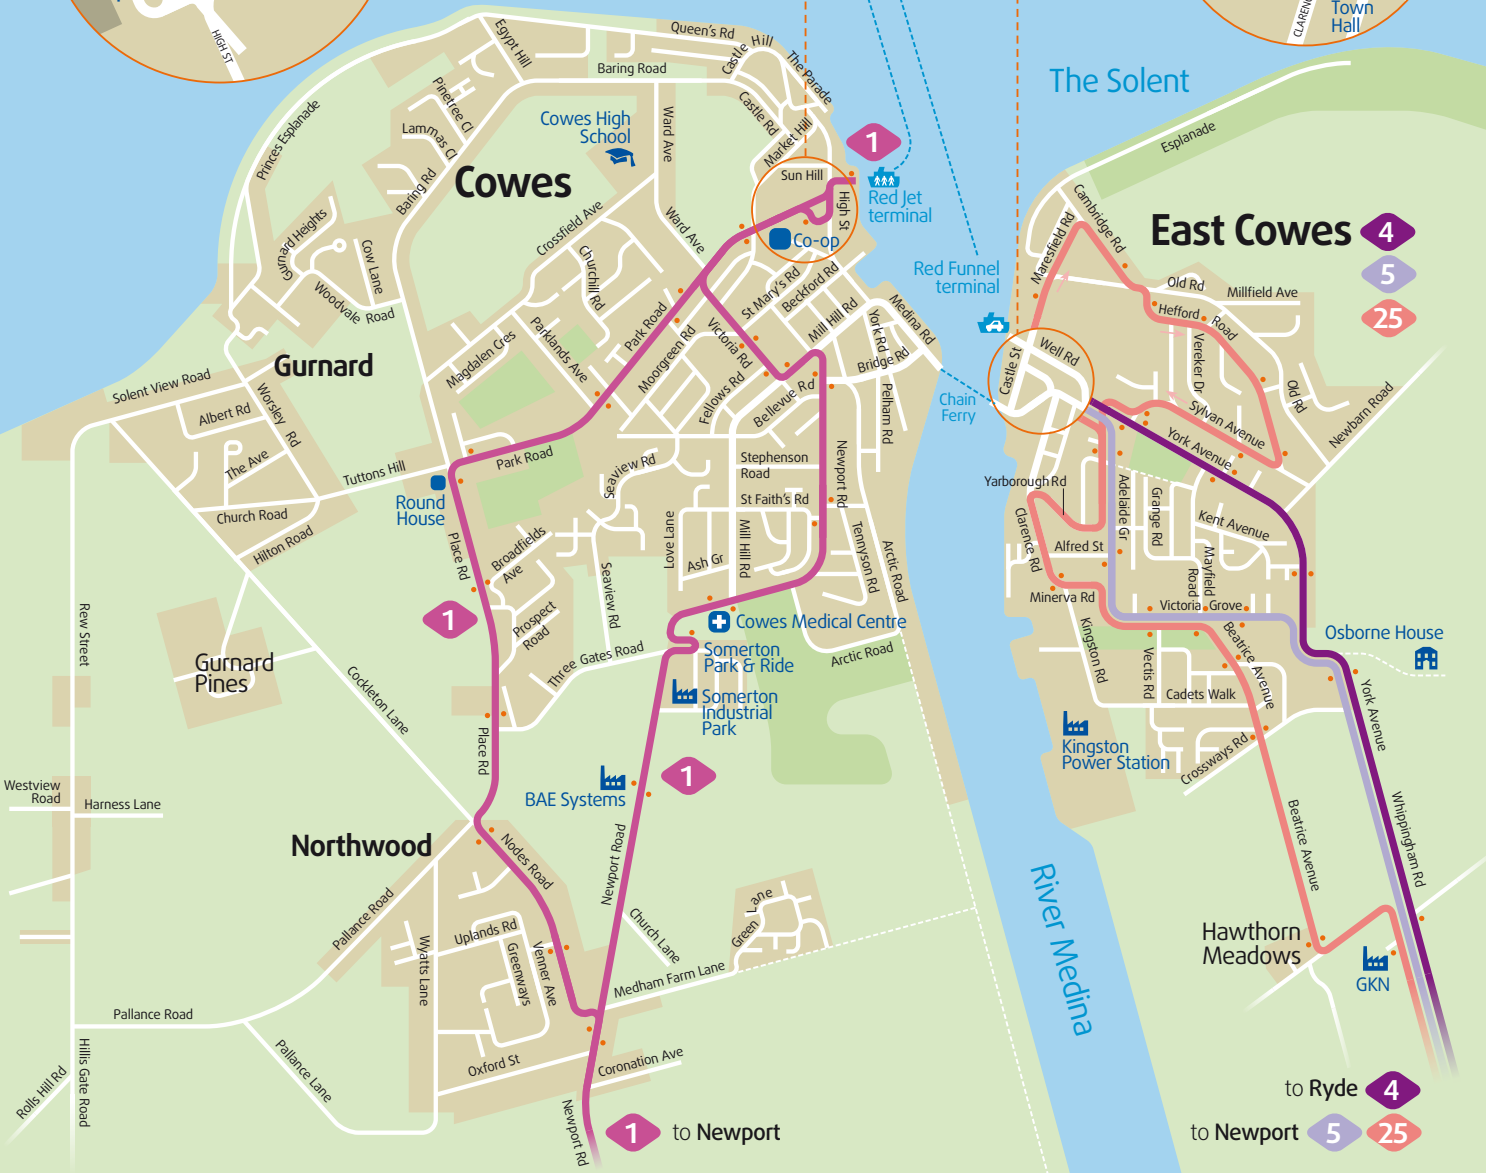 HIGH ST
CLARENC
Town
Hall
The Solent
Esplanade
Queen's Rd
Castle Hill
The Parade
Egypt Hill
Baring Road
Princes Esplanade
Pinetree Cl
Lammas Cl
Baring Rd
Cowes High
School
Ward Ave
Castle Rd
Market Hill
Cowes
Sun Hill
High St
1
Red Jet
terminal
Co-op
Ward Ave
Crossfield Ave
Churchill Rd
Gurnard Heights
Cow Lane
Woodvale Road
Magdalen Cres
Parklands Ave
Park Road
Moorgreen Rd
Victoria Rd
St Mary's Rd
Beckford Rd
Mill Hill Rd
Medina Rd
York Rd
Bridge Rd
Pelham Rd
Fellows Rd
Bellevue Rd
Red Funnel
terminal
Chain
Ferry
East Cowes
4
5
25
Cambridge Rd
Maresfield Rd
Old Rd
Millfield Ave
Hefford Road
Vereker Dr
Old Rd
Newbarn Road
Well Rd
Castle St
Sylvan Avenue
York Avenue
Gurnard
Solent View Road
Albert Rd
Worsley Rd
The Ave
Church Road
Hilton Road
Tuttons Hill
Park Road
Round
House
Place Rd
Broadfields
Ave
Prospect
Road
Seaview Rd
Seaview Rd
Three Gates Road
Love Lane
Ash Gr
Stephenson
Road
St Faith's Rd
Mill Hill Rd
Newport Rd
Tennyson Rd
Arctic Road
Arctic Road
Yarborough Rd
Clarence Rd
Alfred St
Minerva Rd
Adelaide Gr
Grange Rd
Kent Avenue
Mayfield
Road
Victoria Grove
Beatrice Avenue
Kingston Rd
Vectis Rd
Cadets Walk
Crossways Rd
Osborne House
York Avenue
Whippingham Rd
Beatrice Avenue
1
Cowes Medical Centre
Somerton
Park & Ride
Somerton
Industrial
Park
Kingston
Power Station
1
BAE Systems
Rew Street
Gurnard
Pines
Cockleton Lane
Place Rd
Westview
Road
Harness Lane
Northwood
Nodes Road
Newport Road
Pallance Road
Wyatts Lane
Uplands Rd
Greenways
Venner Ave
Church Lane
Green Lane
Medham Farm Lane
River Medina
Hawthorn
Meadows
GKN
Pallance Road
Pallance Lane
Oxford St
Coronation Ave
Rolls Hill Rd
Hillis Gate Road
Newport Rd
1 to Newport
to Ryde 4
to Newport 5 25